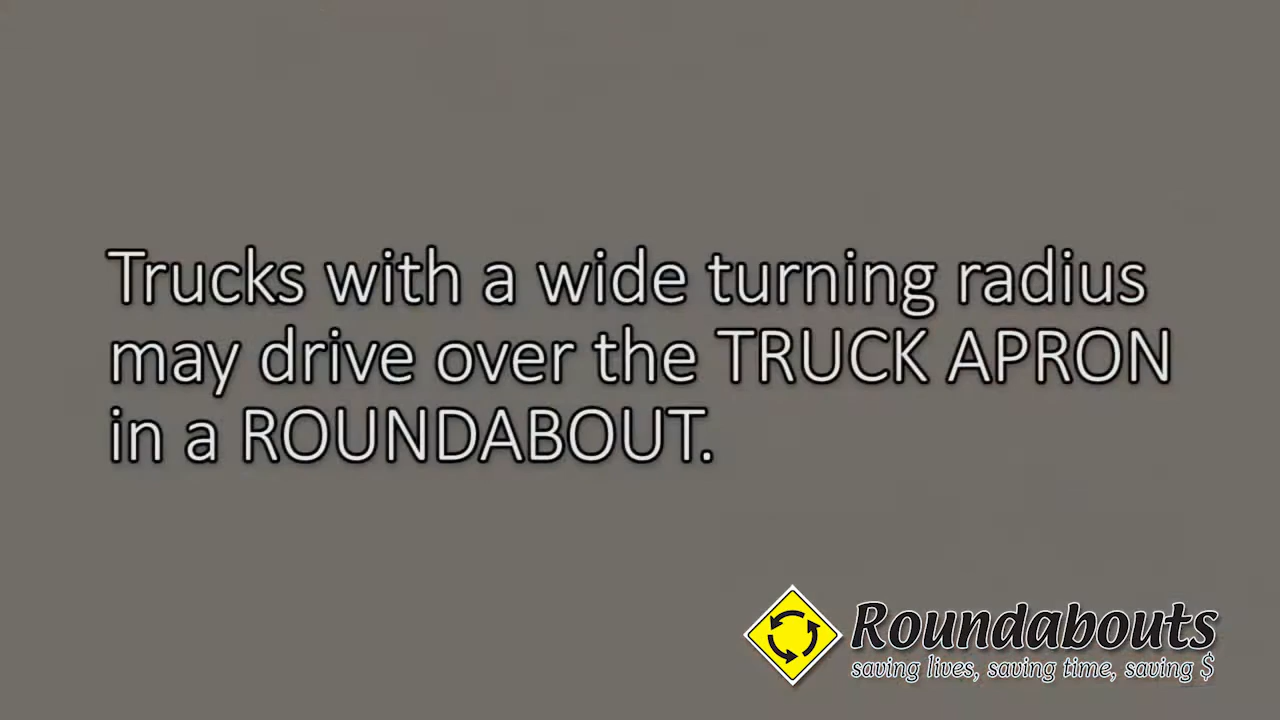 Trucks with a wide turning radius
may drive over the TRUCK APRON
in a ROUNDABOUT.
Roundabouts
saving lives, saving time, saving $